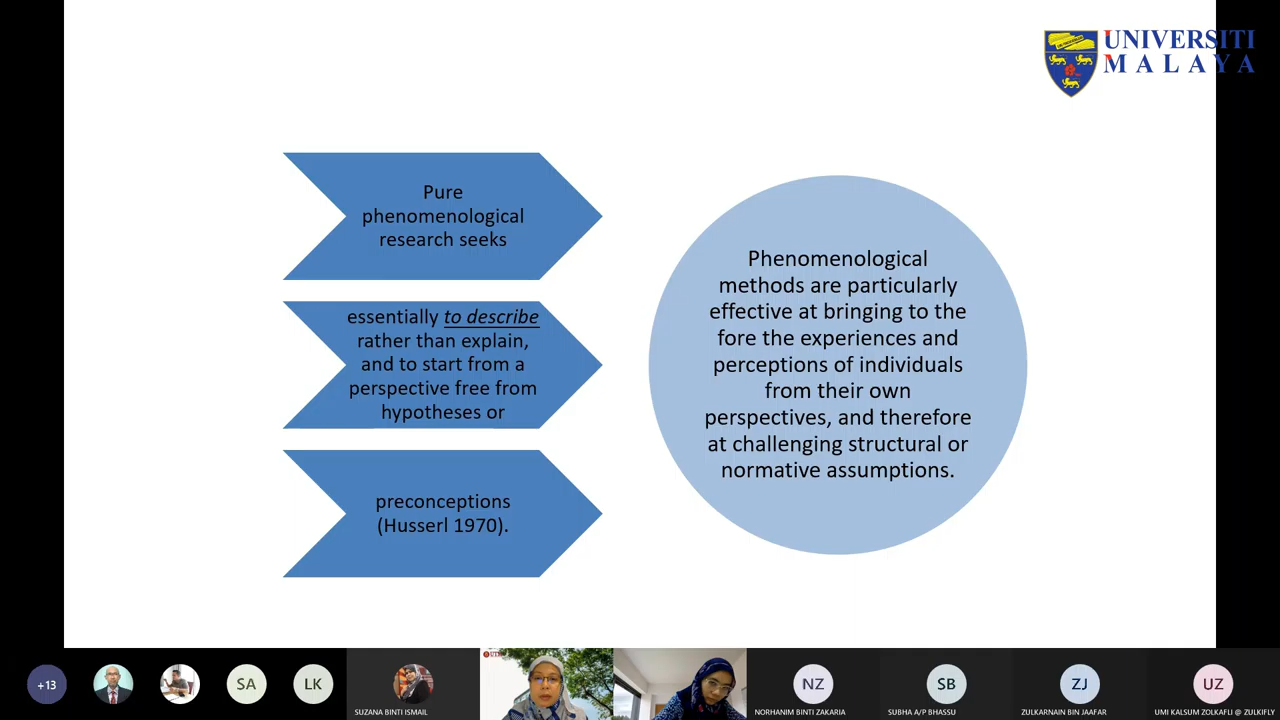 UNIVERSITI
MALAYA
Pure
phenomenological
research seeks
essentially to describe
rather than explain,
and to start from a
perspective free from
hypotheses or
preconceptions
(Husserl 1970).
Phenomenological
methods are particularly
effective at bringing to the
fore the experiences and
perceptions of individuals
from their own
perspectives, and therefore
at challenging structural or
normative assumptions.
+13
SA
LK
SUZANA BINTI ISMAIL
NZ
NORHANIM BINTI ZAKARIA
SB
SUBHA A/P BHASSU
ZJ
ZULKARNAIN BIN JAAFAR
UZ
UMI KALSUM ZOLKAFLI @ ZULKIFLY